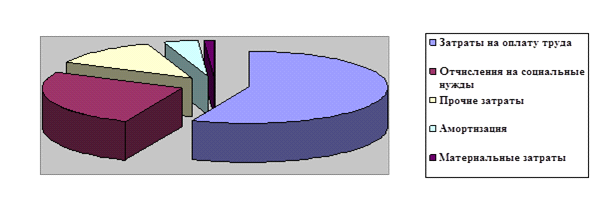 Затраты на оплату труда
Отчисления на социальные
нужды
Прочие затраты
Амортизация
Материальные затраты